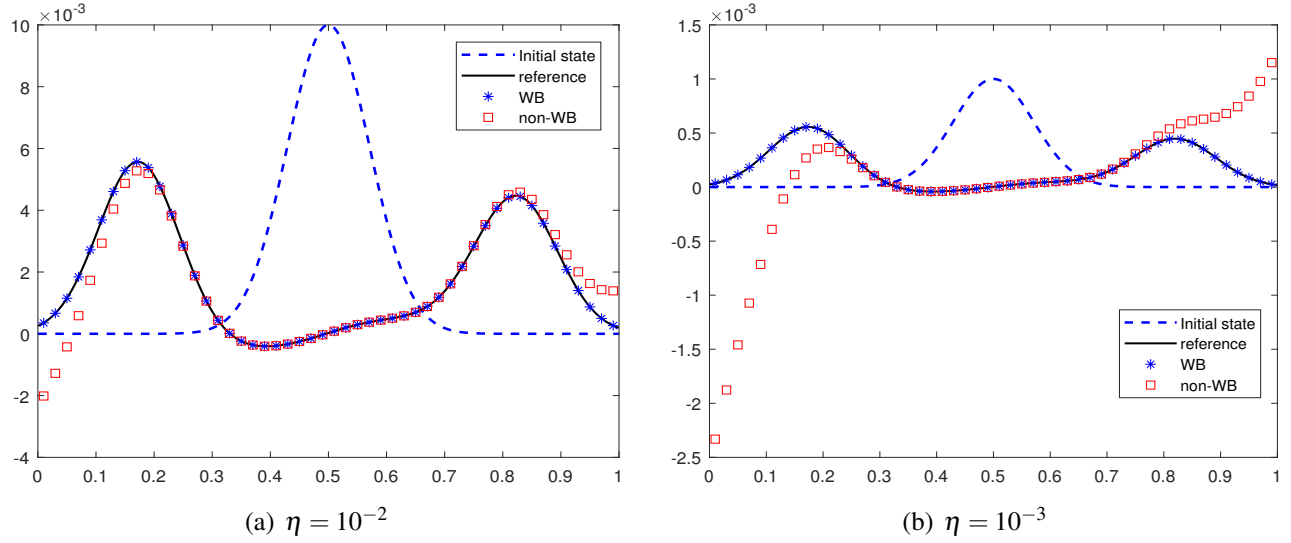 ×10⁻³
10
8
6
4
2
0
-2
-4
0 0.1 0.2 0.3 0.4 0.5 0.6 0.7 0.8 0.9 1
Initial state
reference
WB
non-WB
(a) η = 10⁻²
×10⁻³
1.5
1
0.5
0
-0.5
-1
-1.5
-2
-2.5
0 0.1 0.2 0.3 0.4 0.5 0.6 0.7 0.8 0.9 1
Initial state
reference
WB
non-WB
(b) η = 10⁻³